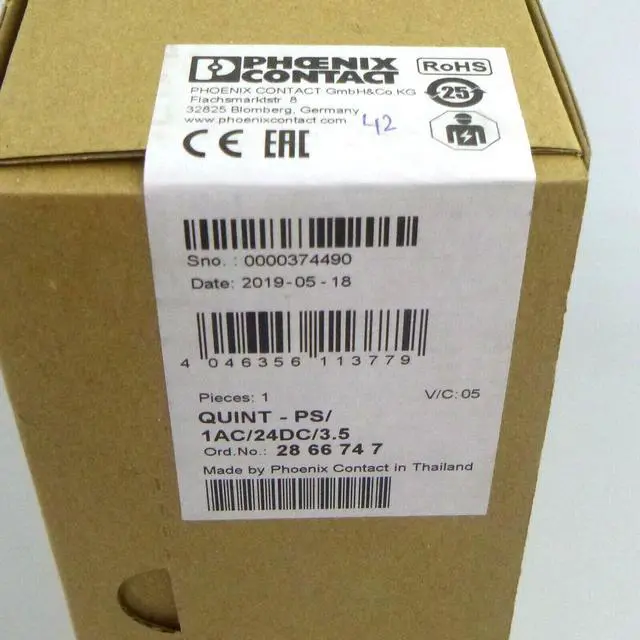 PHŒNIX
CONTACT
RoHS
PHOENIX CONTACT GmbH&Co.KG
Flachsmarktstr. 8
32825 Blomberg, Germany
www.phoenixcontact.com
42
25
CE EAC
Sno. : 0000374490
Date: 2019-05-18
4 046356 113779
Pieces: 1
V/C: 05
QUINT - PS/
1AC/24DC/3.5
Ord.No.: 28 66 74 7
Made by Phoenix Contact in Thailand